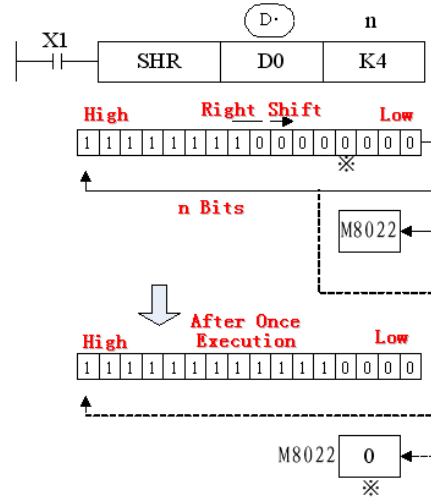 D· n
X1
SHR D0 K4
High Right Shift Low
1 1 1 1 1 1 1 1 0 0 0 0 0 0 0 0
※
n Bits
M8022
After Once
Execution
High Low
1 1 1 1 1 1 1 1 1 1 1 1 0 0 0 0
M8022 0
※